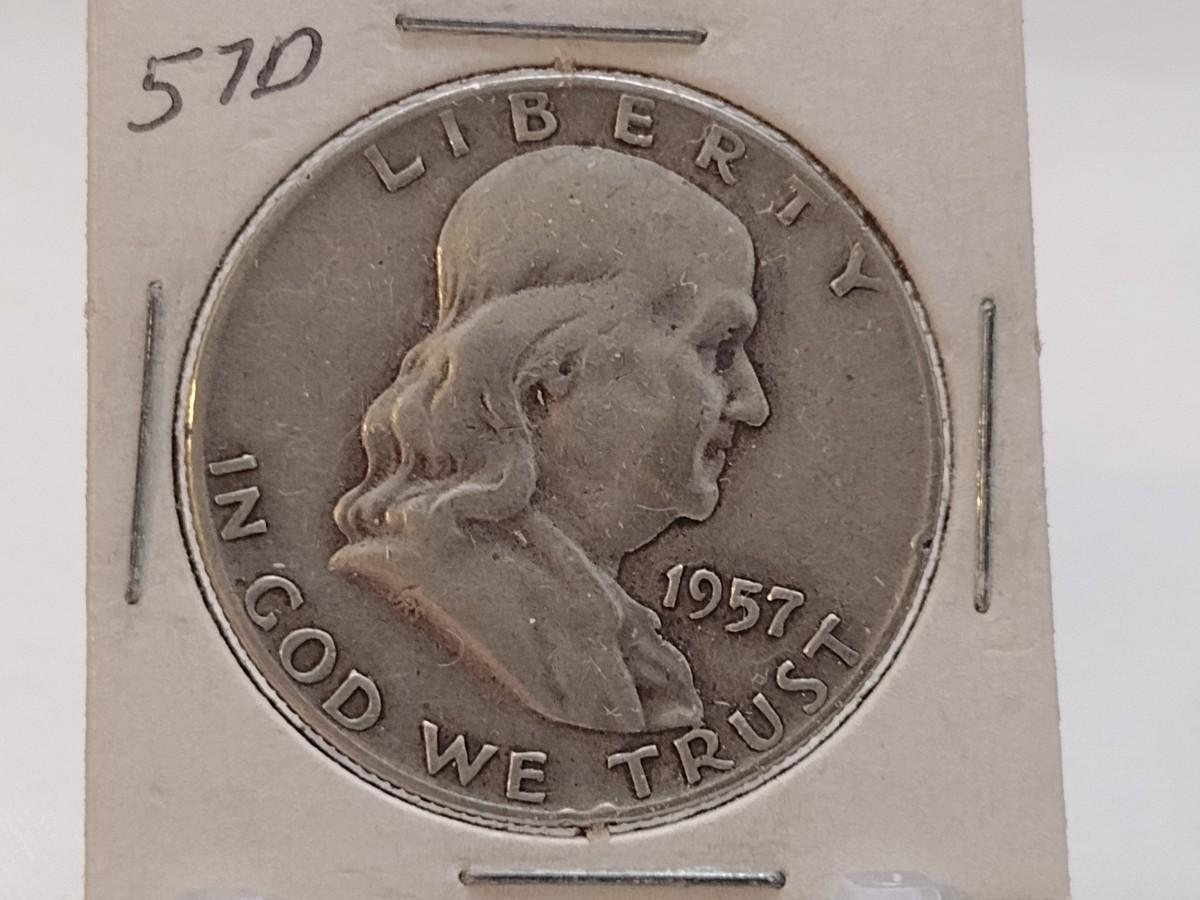 57D
LIBERTY
IN GOD WE TRUST
1957